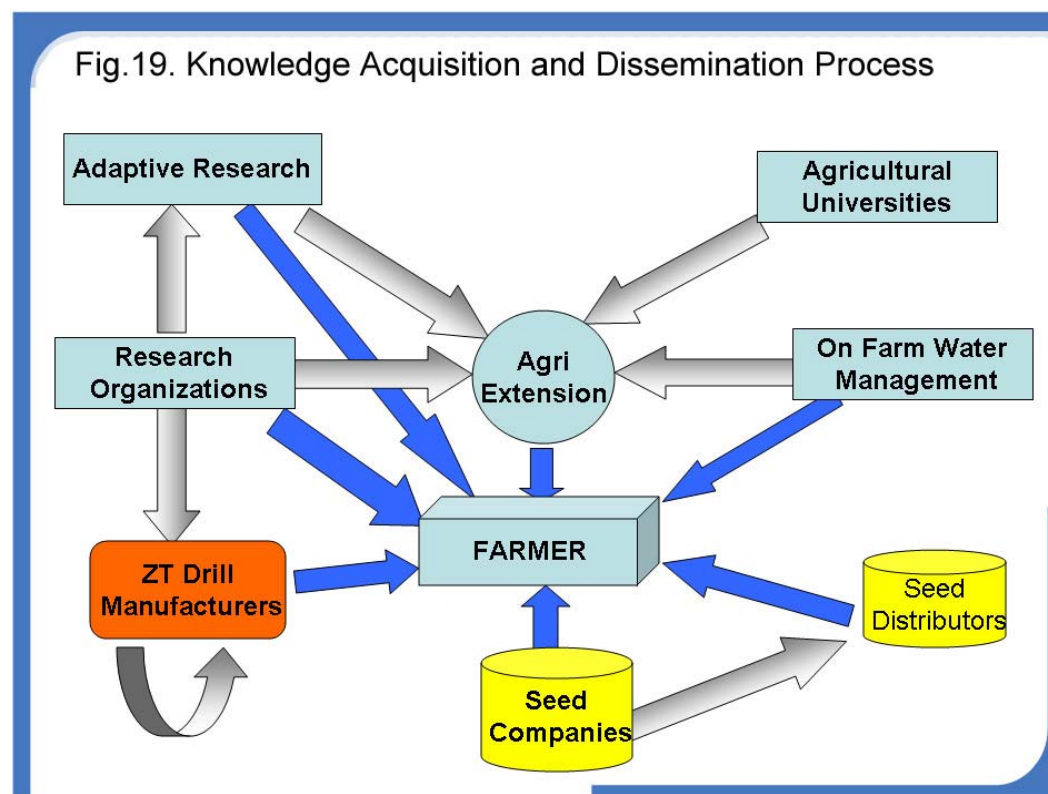 Fig.19. Knowledge Acquisition and Dissemination Process
Adaptive Research
Agricultural
Universities
Research
Organizations
Agri
Extension
On Farm Water
Management
FARMER
ZT Drill
Manufacturers
Seed
Distributors
Seed
Companies